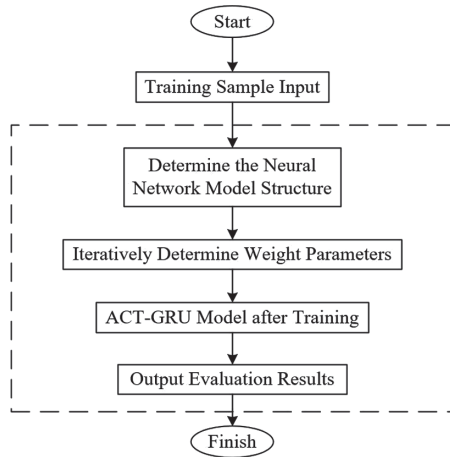 Start
Training Sample Input
Determine the Neural
Network Model Structure
Iteratively Determine Weight Parameters
ACT-GRU Model after Training
Output Evaluation Results
Finish